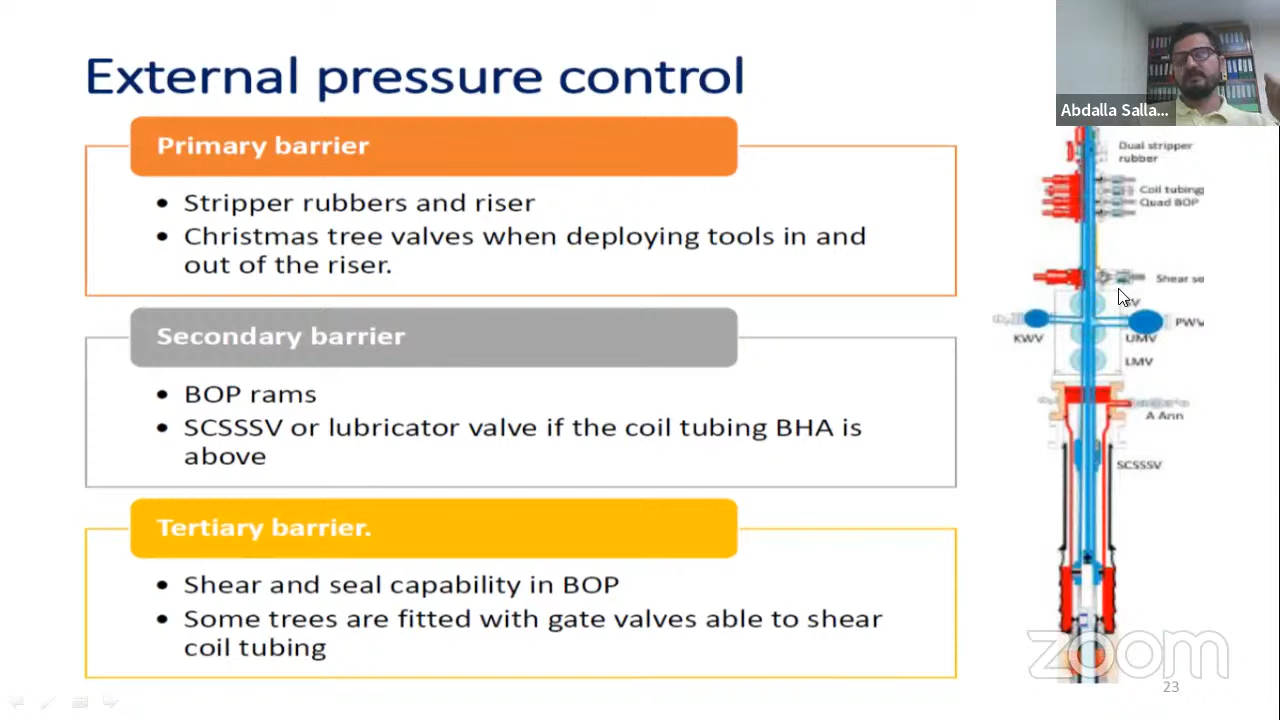 External pressure control
Abdalla Salla...
Primary barrier
• Stripper rubbers and riser
• Christmas tree valves when deploying tools in and
out of the riser.
Secondary barrier
• BOP rams
• SCSSSV or lubricator valve if the coil tubing BHA is
above
Tertiary barrier.
• Shear and seal capability in BOP
• Some trees are fitted with gate valves able to shear
coil tubing
Dual stripper
rubber
Coil tubing
Quad BOP
Shear se
PWV
KWV
UMV
LMV
A Ann
SCSSSV
zoom
23